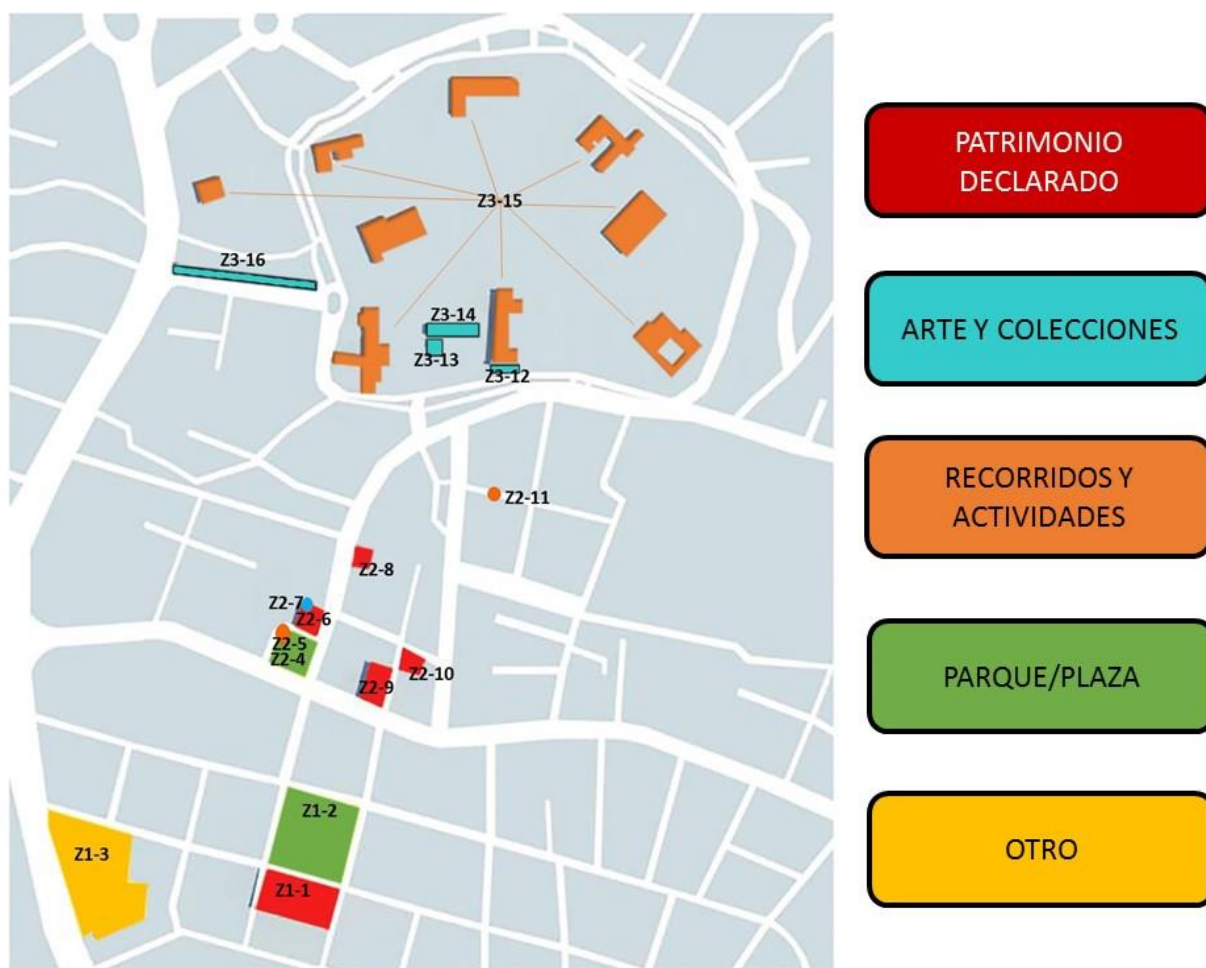 Z3-15
Z3-16
Z3-14
Z3-13
Z3-12
Z2-11
Z2-8
Z2-7
Z2-6
Z2-5
Z2-4
Z2-10
Z2-9
Z1-2
Z1-3
Z1-1
PATRIMONIO
DECLARADO
ARTE Y COLECCIONES
RECORRIDOS Y
ACTIVIDADES
PARQUE/PLAZA
OTRO